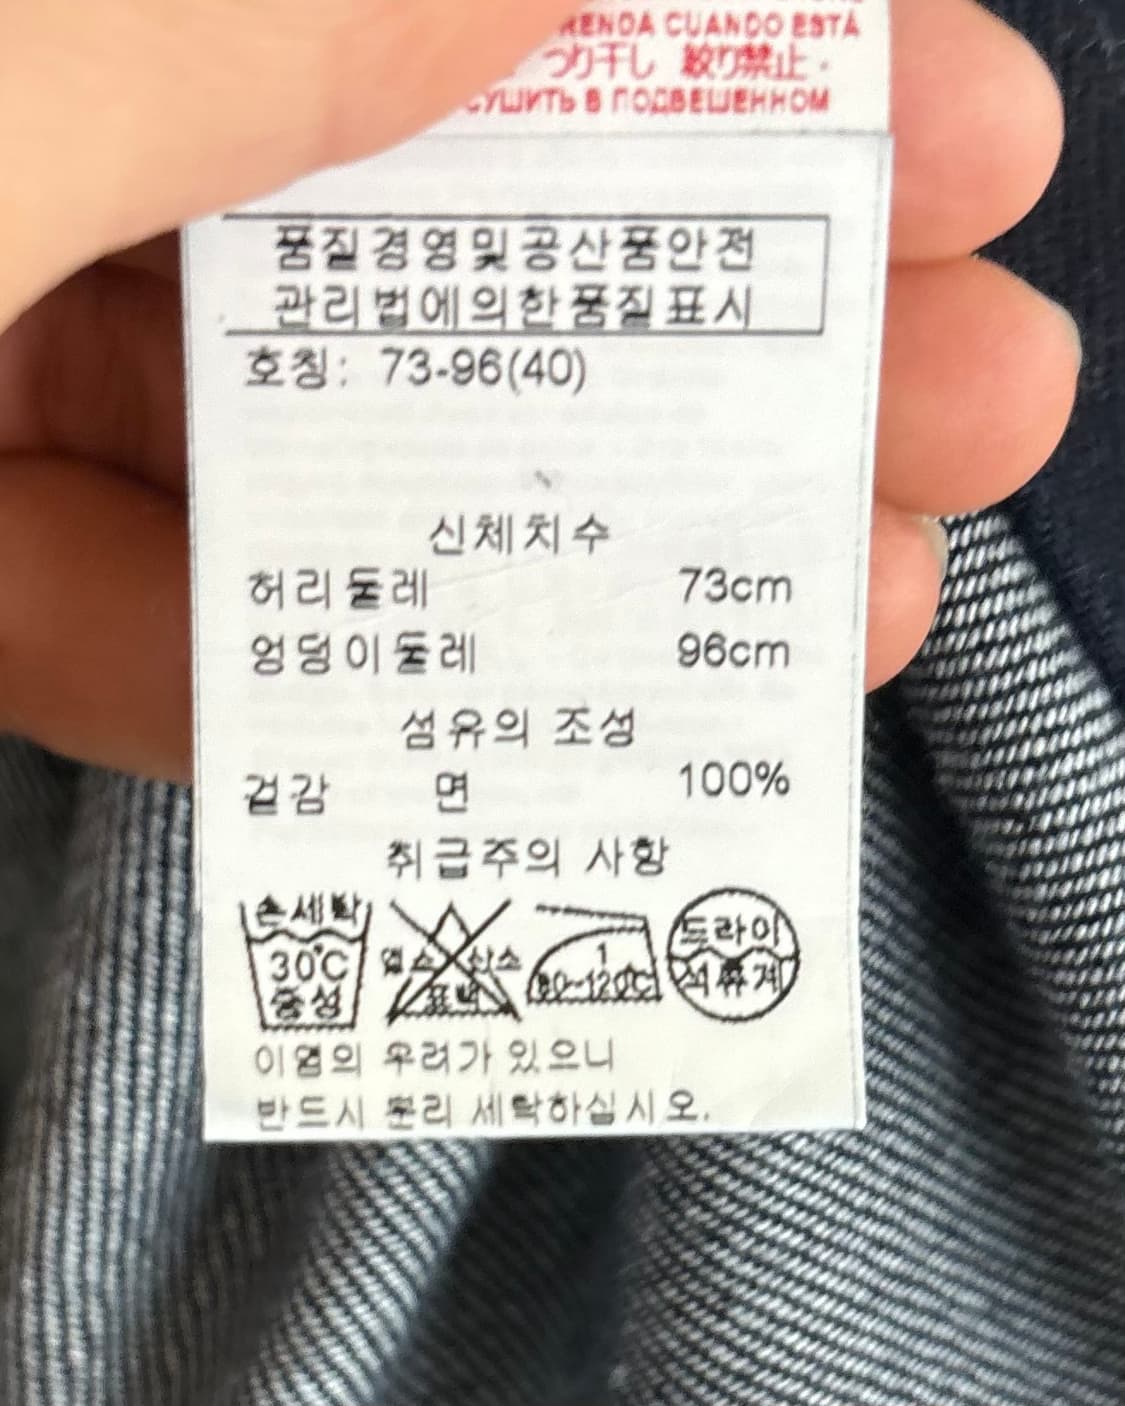 RENDA CUANDO ESTÁ
つり干し 絞り禁止・
СУШИТЬ В ПОДВЕШЕННОМ
품질경영및공산품안전
관리법에의한품질표시
호칭: 73-96(40)
신체치수
허리둘레 73cm
엉덩이둘레 96cm
섬유의 조성
겉감 면 100%
취급주의 사항
손세탁
30℃
중성
염소 산소
표백
1
80~120℃
드라이
석유계
이염의 우려가 있으니
반드시 분리 세탁하십시오.